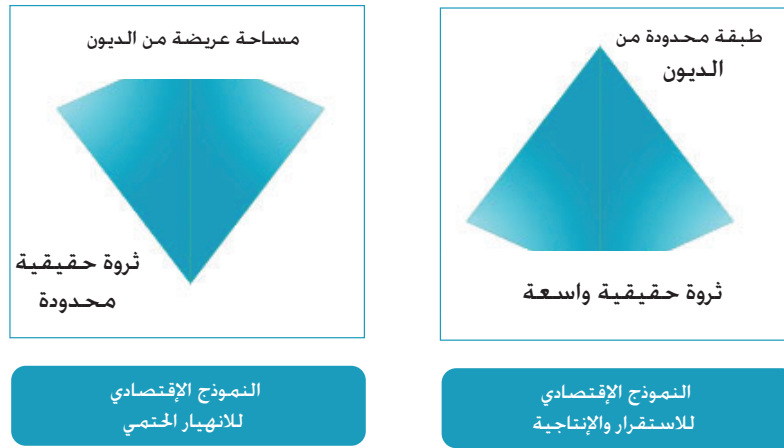 طبقة محدودة من
الديون
ثروة حقيقية واسعة
النموذج الإقتصادي
للاستقرار والإنتاجية
مساحة عريضة من الديون
ثروة حقيقية
محدودة
النموذج الإقتصادي
للانهيار الحتمي